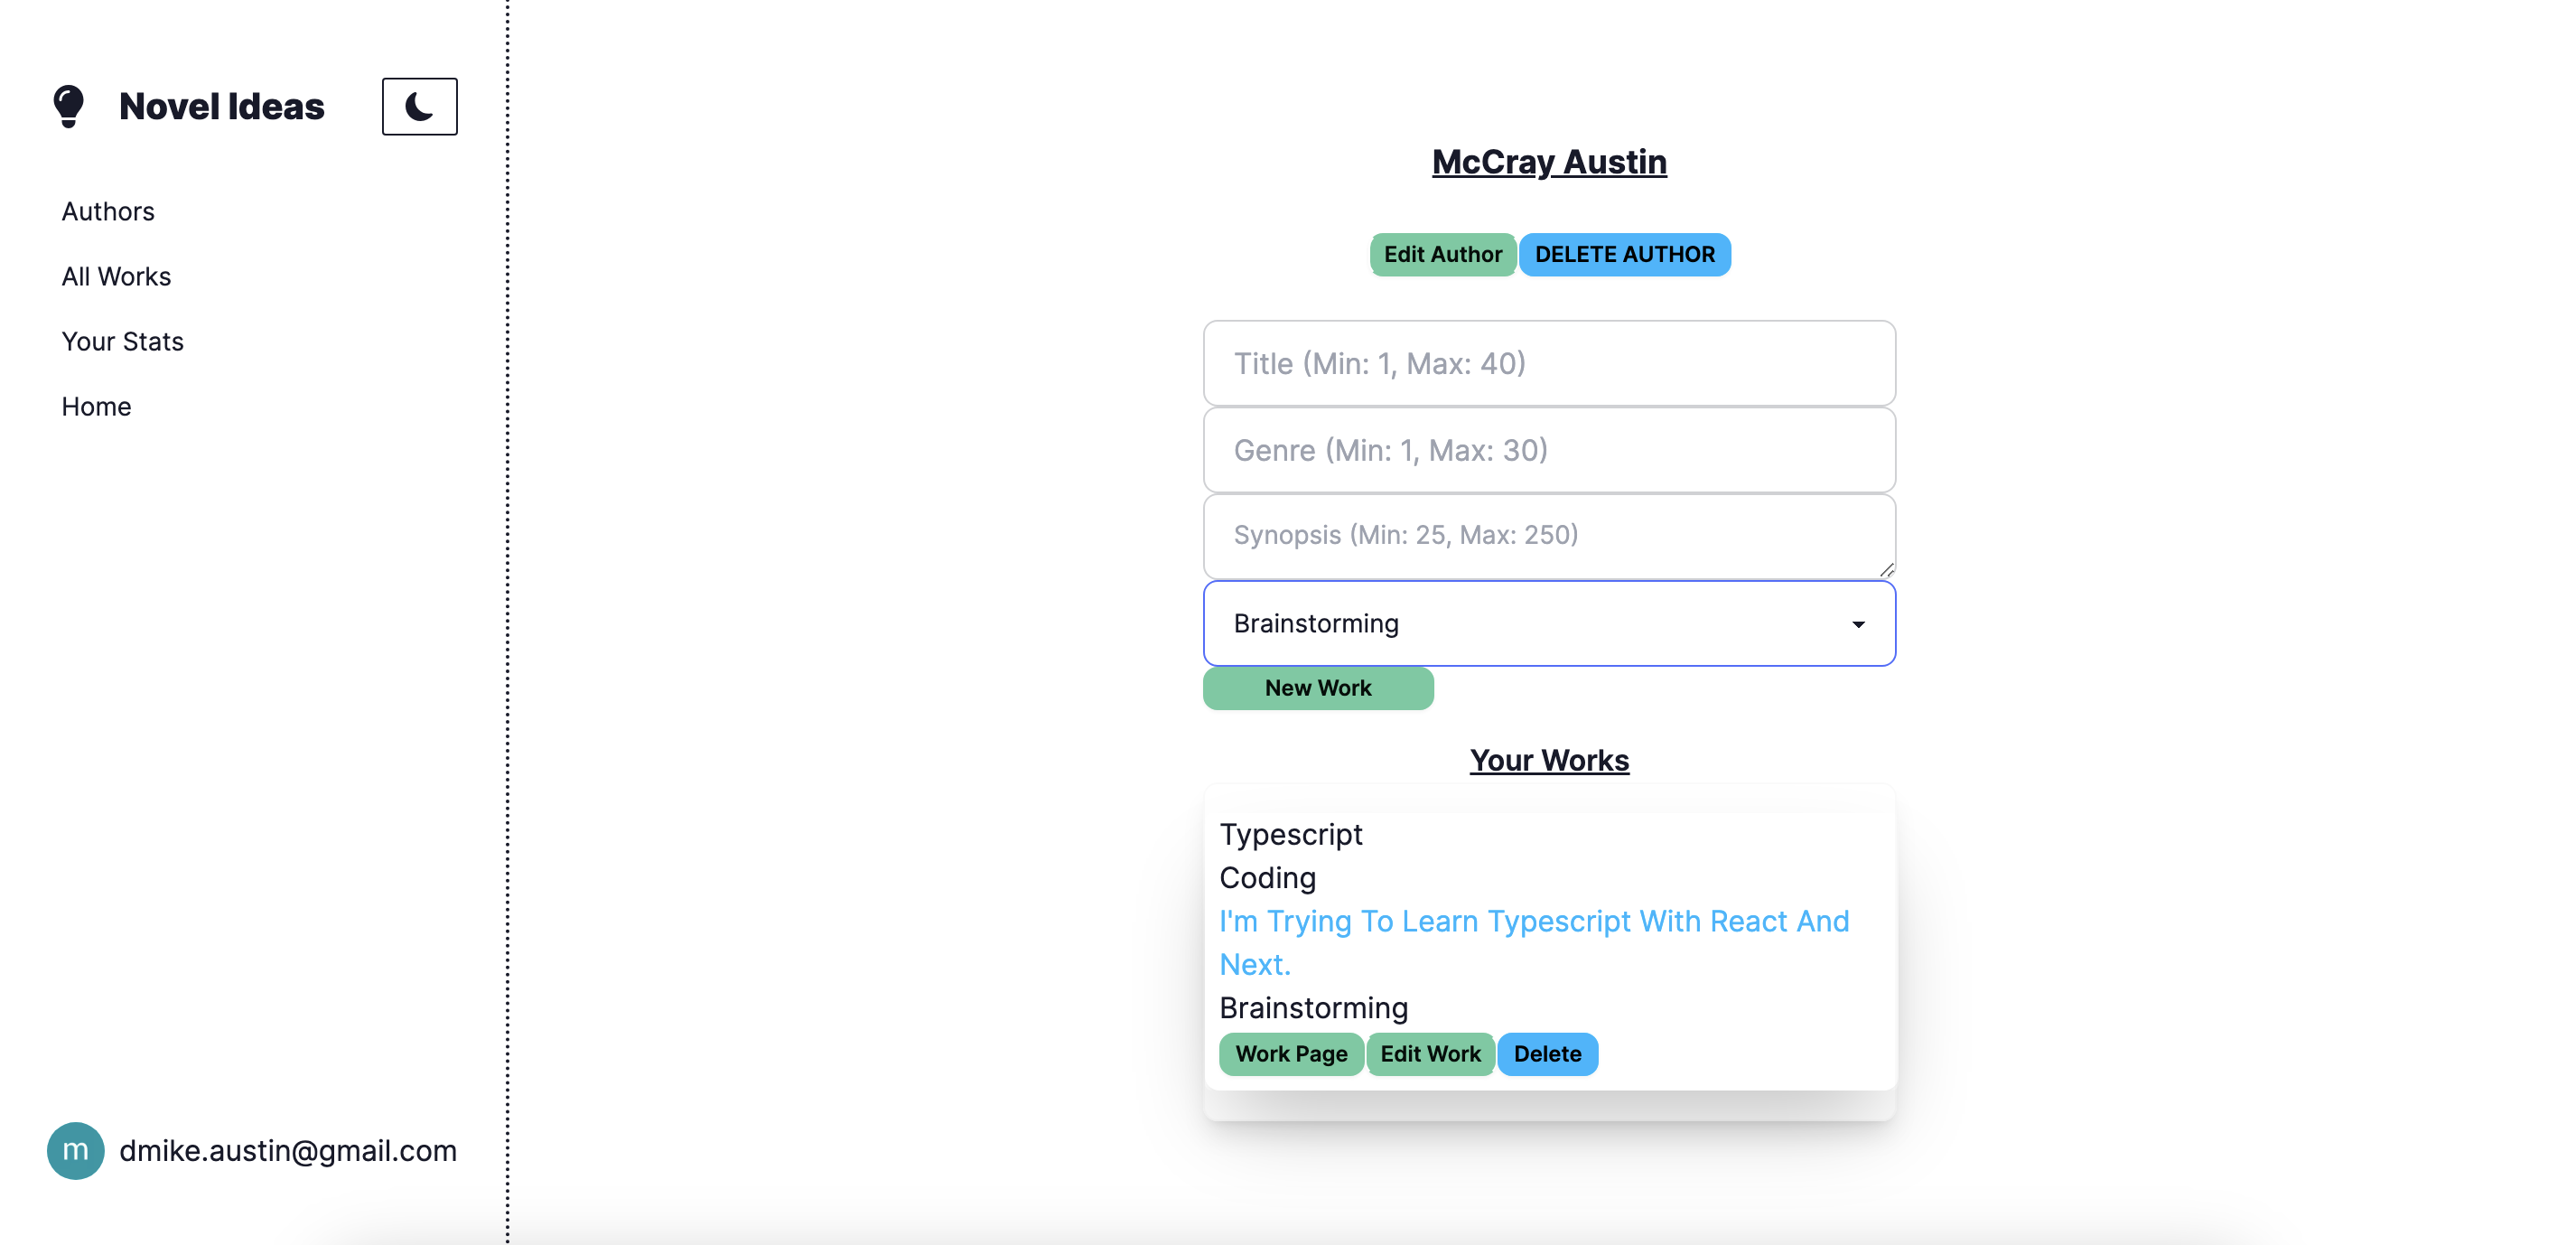 Novel Ideas
Authors
All Works
Your Stats
Home
m dmike.austin@gmail.com
McCray Austin
Edit Author DELETE AUTHOR
Title (Min: 1, Max: 40)
Genre (Min: 1, Max: 30)
Synopsis (Min: 25, Max: 250)
Brainstorming
New Work
Your Works
Typescript
Coding
I'm Trying To Learn Typescript With React And
Next.
Brainstorming
Work Page Edit Work Delete